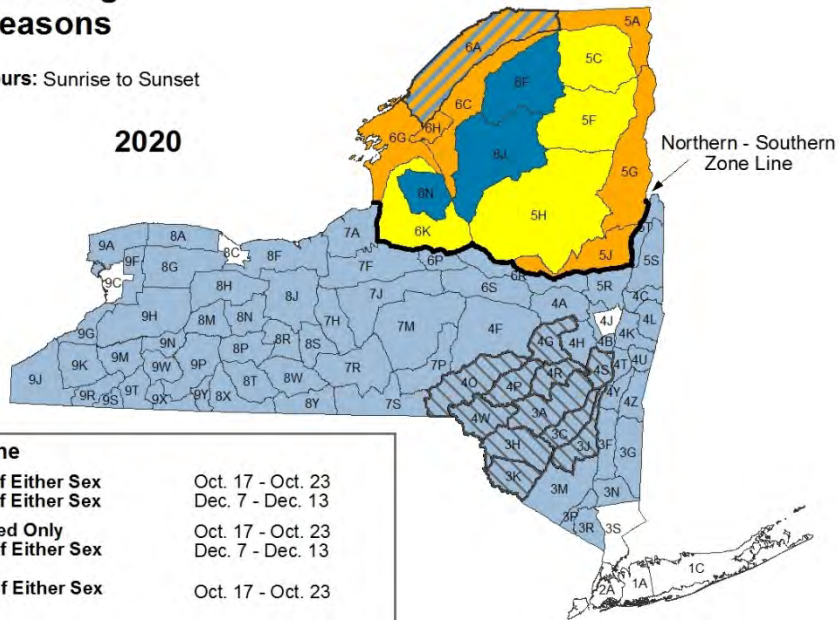 easons
urs: Sunrise to Sunset
2020
Northern - Southern
Zone Line
5A
6A
5C
6F
6C
5F
6H
6G
8J
5G
6N
5H
6K
5J
7A
6P
6R
5T
5S
5R
9A
8A
9F
8C
8F
8G
9C
7F
8H
7J
6S
8J
4A
4C
9H
8M
8N
7H
7M
4F
4J
4L
9G
4G
4H
4B
4K
9N
8R
8S
8P
9J
9K
9M
9W
9P
7R
7P
4O
4P
4R
4S
4T
4U
8T
8W
9R
9S
9T
9X
9Y
8X
8Y
7S
4W
3A
4Y
4Z
3C
3H
3J
3F
3G
3K
3M
3N
3P
3R
3S
1C
1A
2A
ne
f Either Sex Oct. 17 - Oct. 23
f Either Sex Dec. 7 - Dec. 13
ed Only Oct. 17 - Oct. 23
f Either Sex Dec. 7 - Dec. 13
f Either Sex Oct. 17 - Oct. 23